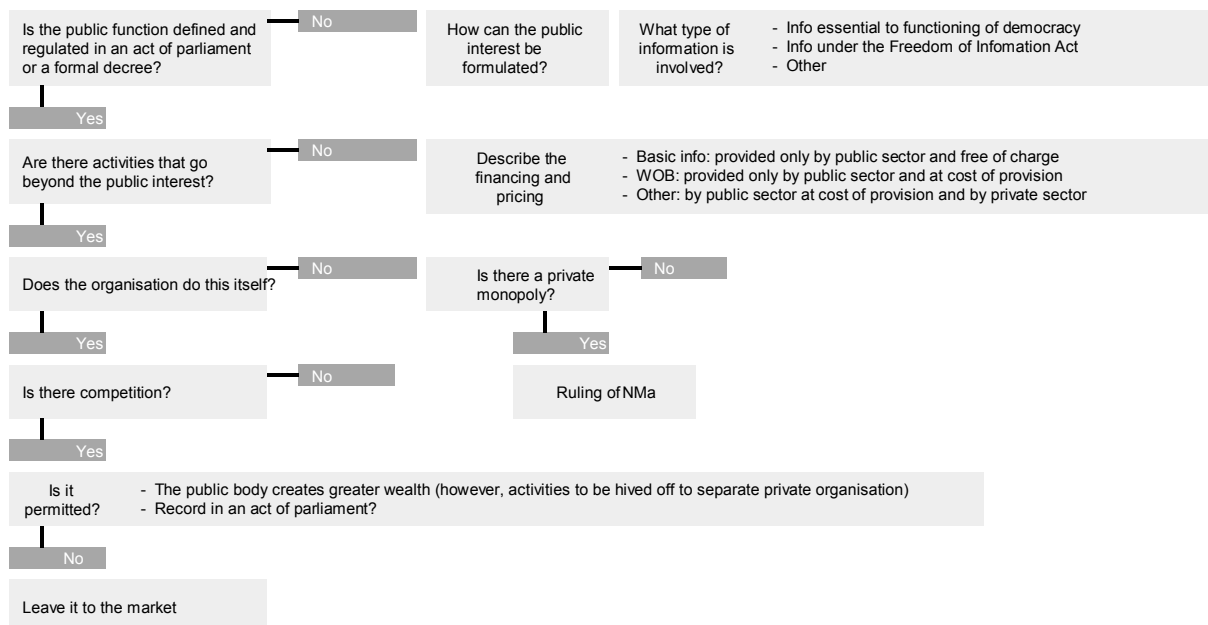 Is the public function defined and
regulated in an act of parliament
or a formal decree?
No
How can the public
interest be
formulated?
What type of
information is
involved?
- Info essential to functioning of democracy
- Info under the Freedom of Infomation Act
- Other
Yes
Are there activities that go
beyond the public interest?
No
Describe the
financing and
pricing
- Basic info: provided only by public sector and free of charge
- WOB: provided only by public sector and at cost of provision
- Other: by public sector at cost of provision and by private sector
Yes
Does the organisation do this itself?
No
Is there a private
monopoly?
No
Yes
Yes
Is there competition?
No
Ruling of NMa
Yes
Is it
permitted?
- The public body creates greater wealth (however, activities to be hived off to separate private organisation)
- Record in an act of parliament?
No
Leave it to the market